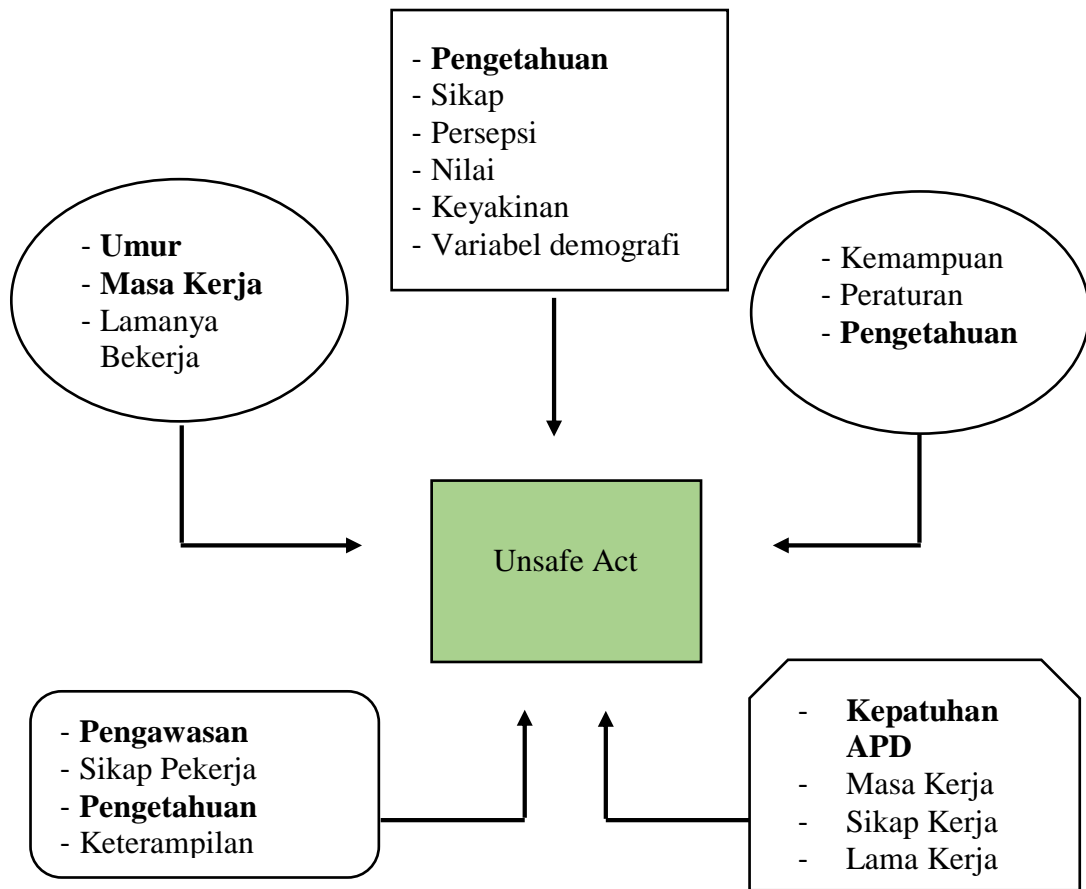 - Pengetahuan
- Sikap
- Persepsi
- Nilai
- Keyakinan
- Variabel demografi
- Umur
- Masa Kerja
- Lamanya
Bekerja
- Kemampuan
- Peraturan
- Pengetahuan
Unsafe Act
- Pengawasan
- Sikap Pekerja
- Pengetahuan
- Keterampilan
- Kepatuhan
APD
- Masa Kerja
- Sikap Kerja
- Lama Kerja